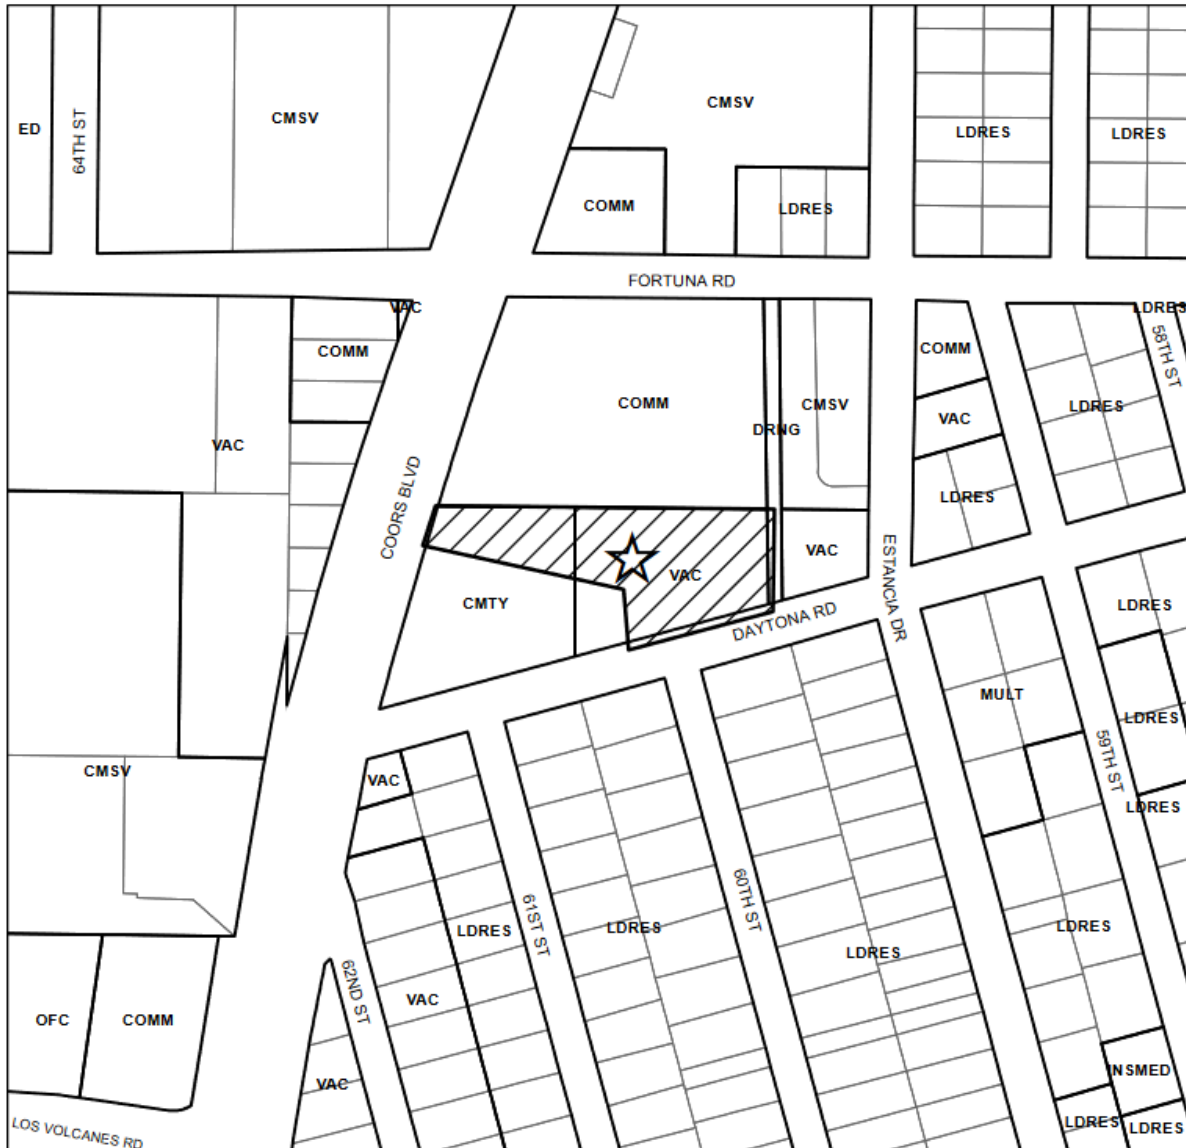 CMSV
CMSV
ED
64TH ST
LDRES
LDRES
COMM
LDRES
FORTUNA RD
VAC
LDRES
COMM
COMM
58TH ST
COMM
CMSV
LDRES
VAC
DRNG
VAC
LDRES
COORS BLVD
VAC
ESTANCIA DR
VAC
CMTY
LDRES
DAYTONA RD
MULT
LDRES
CMSV
VAC
59TH ST
LDRES
60TH ST
61ST ST
LDRES
LDRES
LDRES
LDRES
62ND ST
VAC
OFC
COMM
INSMED
VAC
LDRES
LDRES
LOS VOLCANES RD